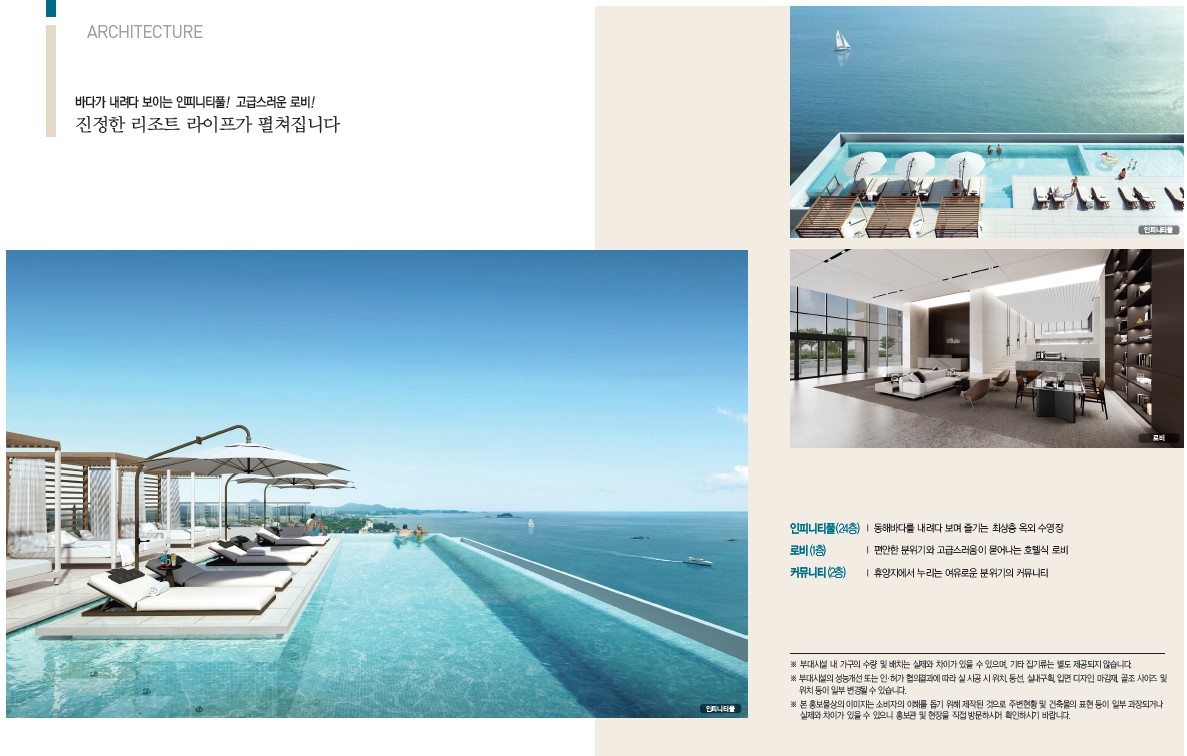 ARCHITECTURE
바다가 내려다 보이는 인피니티풀! 고급스러운 로비!
진정한 리조트 라이프가 펼쳐집니다
인피니티풀
로비
인피니티풀
인피니티풀(24층) | 동해바다를 내려다 보며 즐기는 최상층 옥외 수영장
로비(1층) | 편안한 분위기와 고급스러움이 묻어나는 호텔식 로비
커뮤니티(2층) | 휴양지에서 누리는 여유로운 분위기의 커뮤니티
※ 부대시설 내 가구의 수량 및 배치는 실제와 차이가 있을 수 있으며, 기타 집기류는 별도 제공되지 않습니다.
※ 부대시설의 성능개선 또는 인·허가 협의결과에 따라 실 시공 시 위치, 동선, 실내구획, 입면 디자인, 마감재, 골조 사이즈 및
위치 등이 일부 변경될 수 있습니다.
※ 본 홍보물상의 이미지는 소비자의 이해를 돕기 위해 제작된 것으로 주변현황 및 건축물의 표현 등이 일부 과장되거나
실제와 차이가 있을 수 있으니 홍보관 및 현장을 직접 방문하시어 확인하시기 바랍니다.